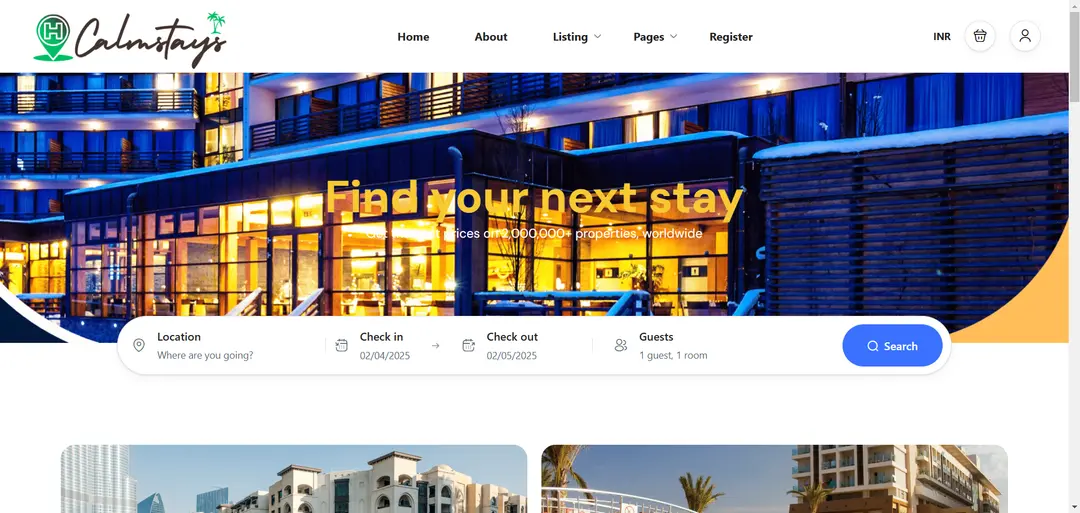 H Calmstays
Home
About
Listing
Pages
Register
INR
Find your next stay
Get the best prices on 2,000,000+ properties, worldwide
Location
Where are you going?
Check in
02/04/2025
Check out
02/05/2025
Guests
1 guest, 1 room
Search